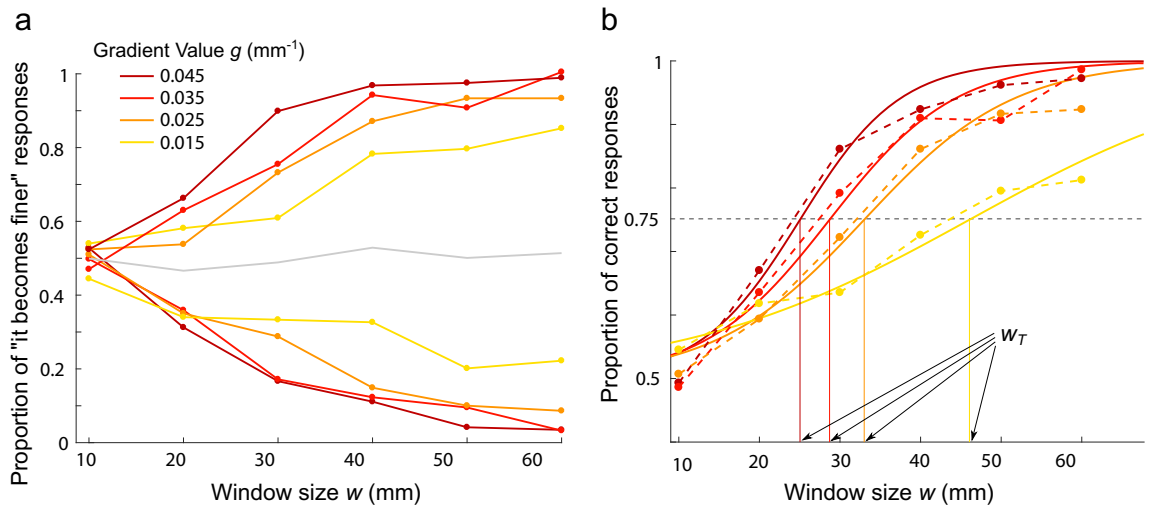 a
Gradient Value g (mm⁻¹)
0.045
0.035
0.025
0.015
Proportion of "it becomes finer" responses
1
0.8
0.6
0.4
0.2
0
10 20 30 40 50 60
Window size w (mm)
b
Proportion of correct responses
1
0.75
0.5
w_T
10 20 30 40 50 60
Window size w (mm)